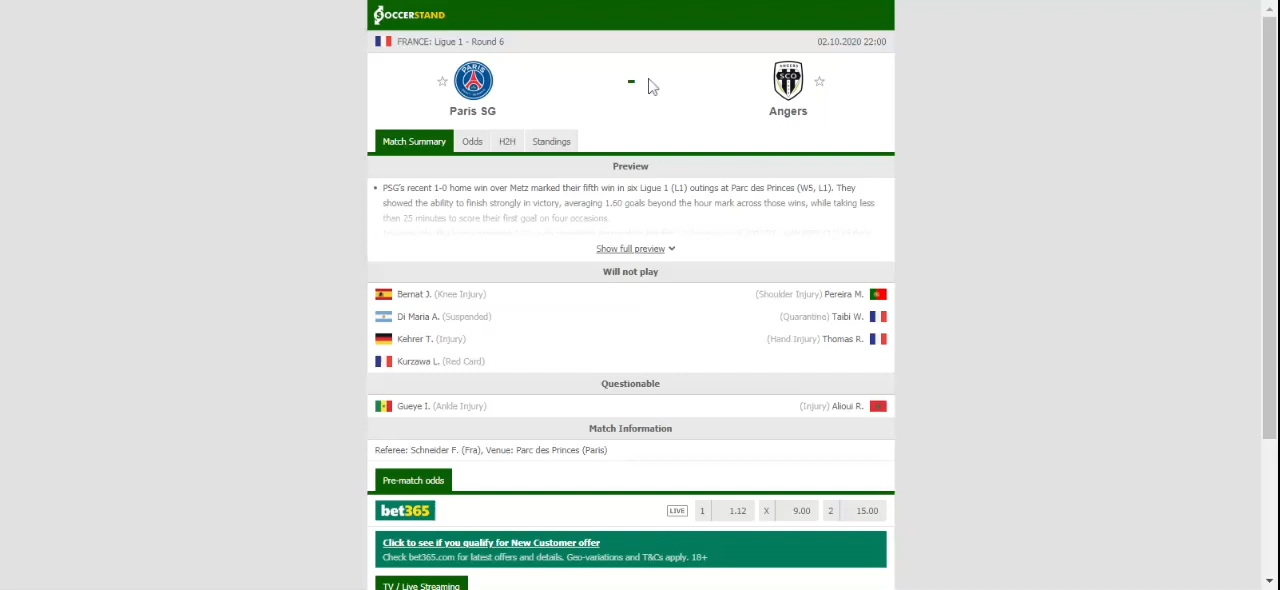 SOCCERSTAND
FRANCE: Ligue 1 - Round 6
02.10.2020 22:00
PARIS
ANGERS
SCO
Paris SG
-
Angers
Match Summary
Odds
H2H
Standings
Preview
• PSG's recent 1-0 home win over Metz marked their fifth win in six Ligue 1 (L1) outings at Parc des Princes (W5, L1). They
showed the ability to finish strongly in victory, averaging 1.60 goals beyond the hour mark across those wins, while taking less
than 25 minutes to score their first goal on four occasions.
Show full preview
Will not play
Bernat J. (Knee Injury)
(Shoulder Injury) Pereira M.
Di Maria A. (Suspended)
(Quarantine) Taibi W.
Kehrer T. (Injury)
(Hand Injury) Thomas R.
Kurzawa L. (Red Card)
Questionable
Gueye I. (Ankle Injury)
(Injury) Alioui R.
Match Information
Referee: Schneider F. (Fra), Venue: Parc des Princes (Paris)
Pre-match odds
bet365
LIVE
1 1.12
X 9.00
2 15.00
Click to see if you qualify for New Customer offer
Check bet365.com for latest offers and details. Geo-variations and T&Cs apply. 18+
TV / Live Streaming